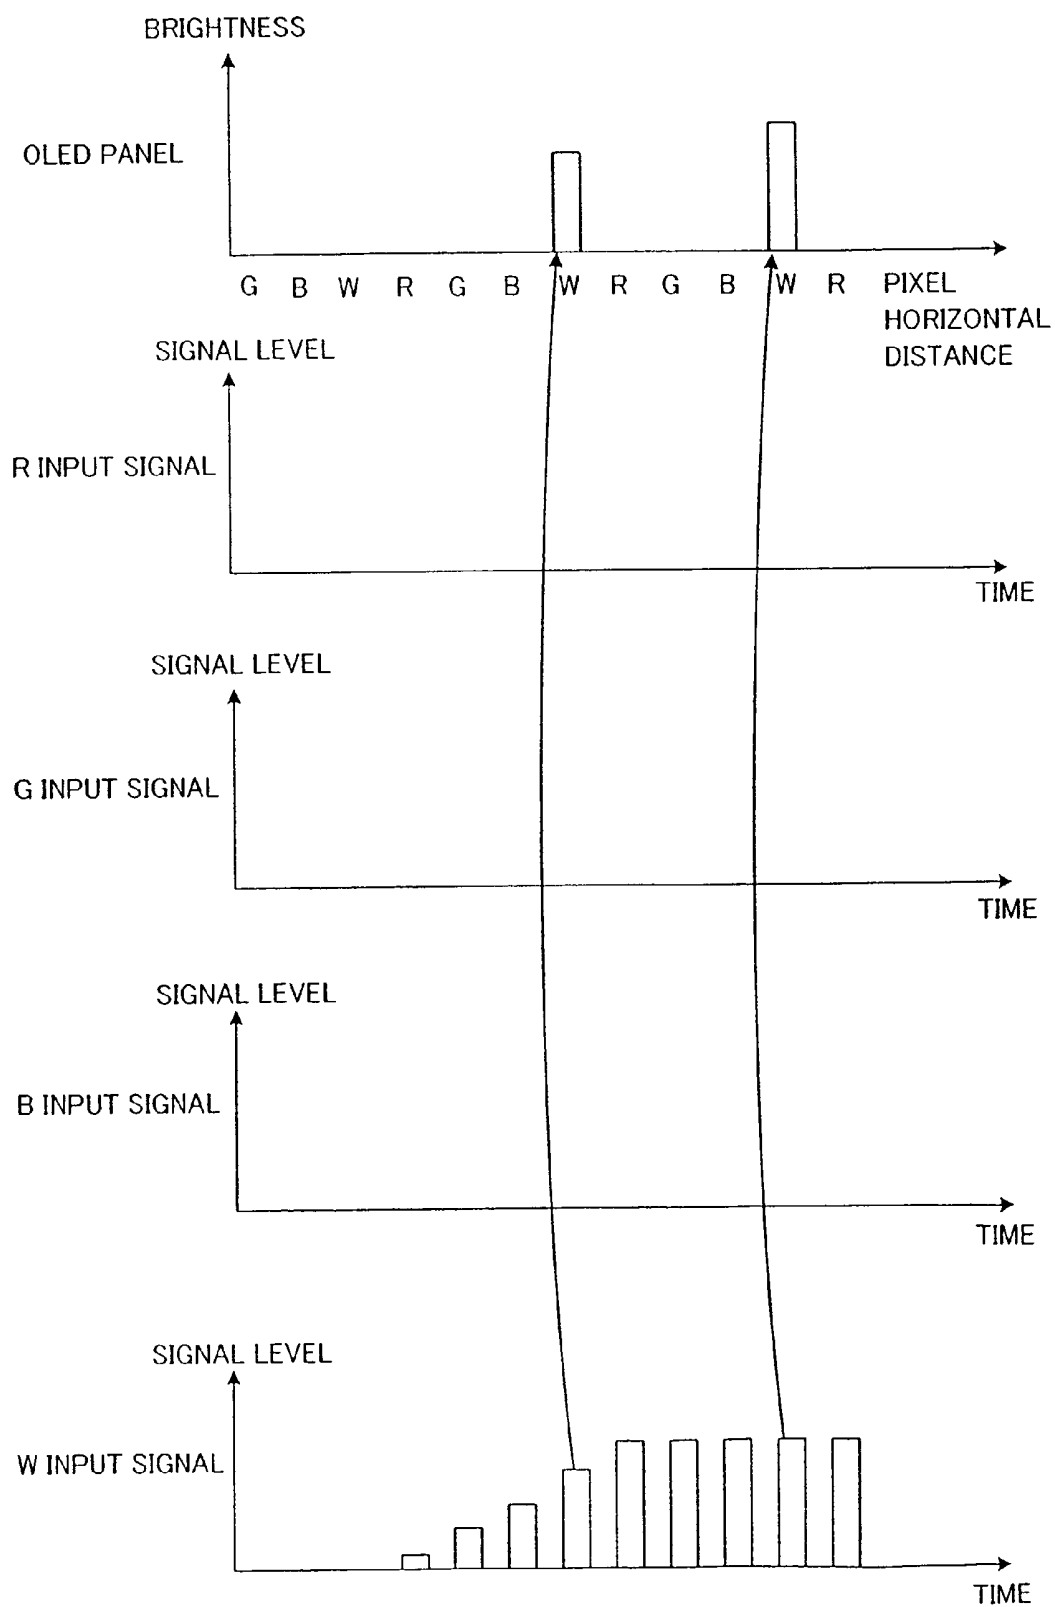 BRIGHTNESS
OLED PANEL
G B W R G B W R G B W R
PIXEL
HORIZONTAL
DISTANCE
SIGNAL LEVEL
R INPUT SIGNAL
TIME
SIGNAL LEVEL
G INPUT SIGNAL
TIME
SIGNAL LEVEL
B INPUT SIGNAL
TIME
SIGNAL LEVEL
W INPUT SIGNAL
TIME